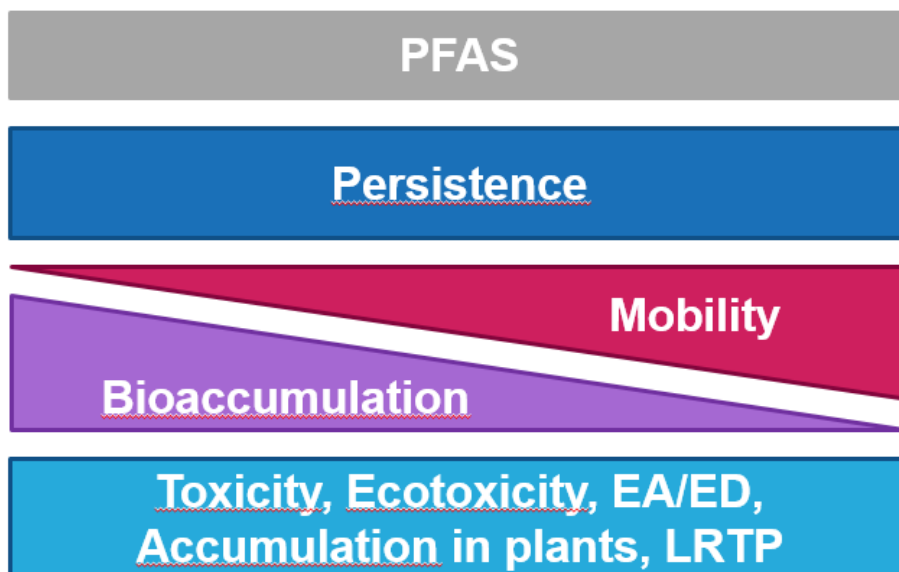 PFAS
Persistence
Mobility
Bioaccumulation
Toxicity, Ecotoxicity, EA/ED,
Accumulation in plants, LRTP